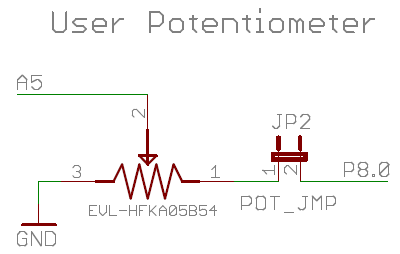 User Potentiometer
A5
2
JP2
3
1
1
2
P8.0
EVL-HFKA05B54
POT_JMP
GND